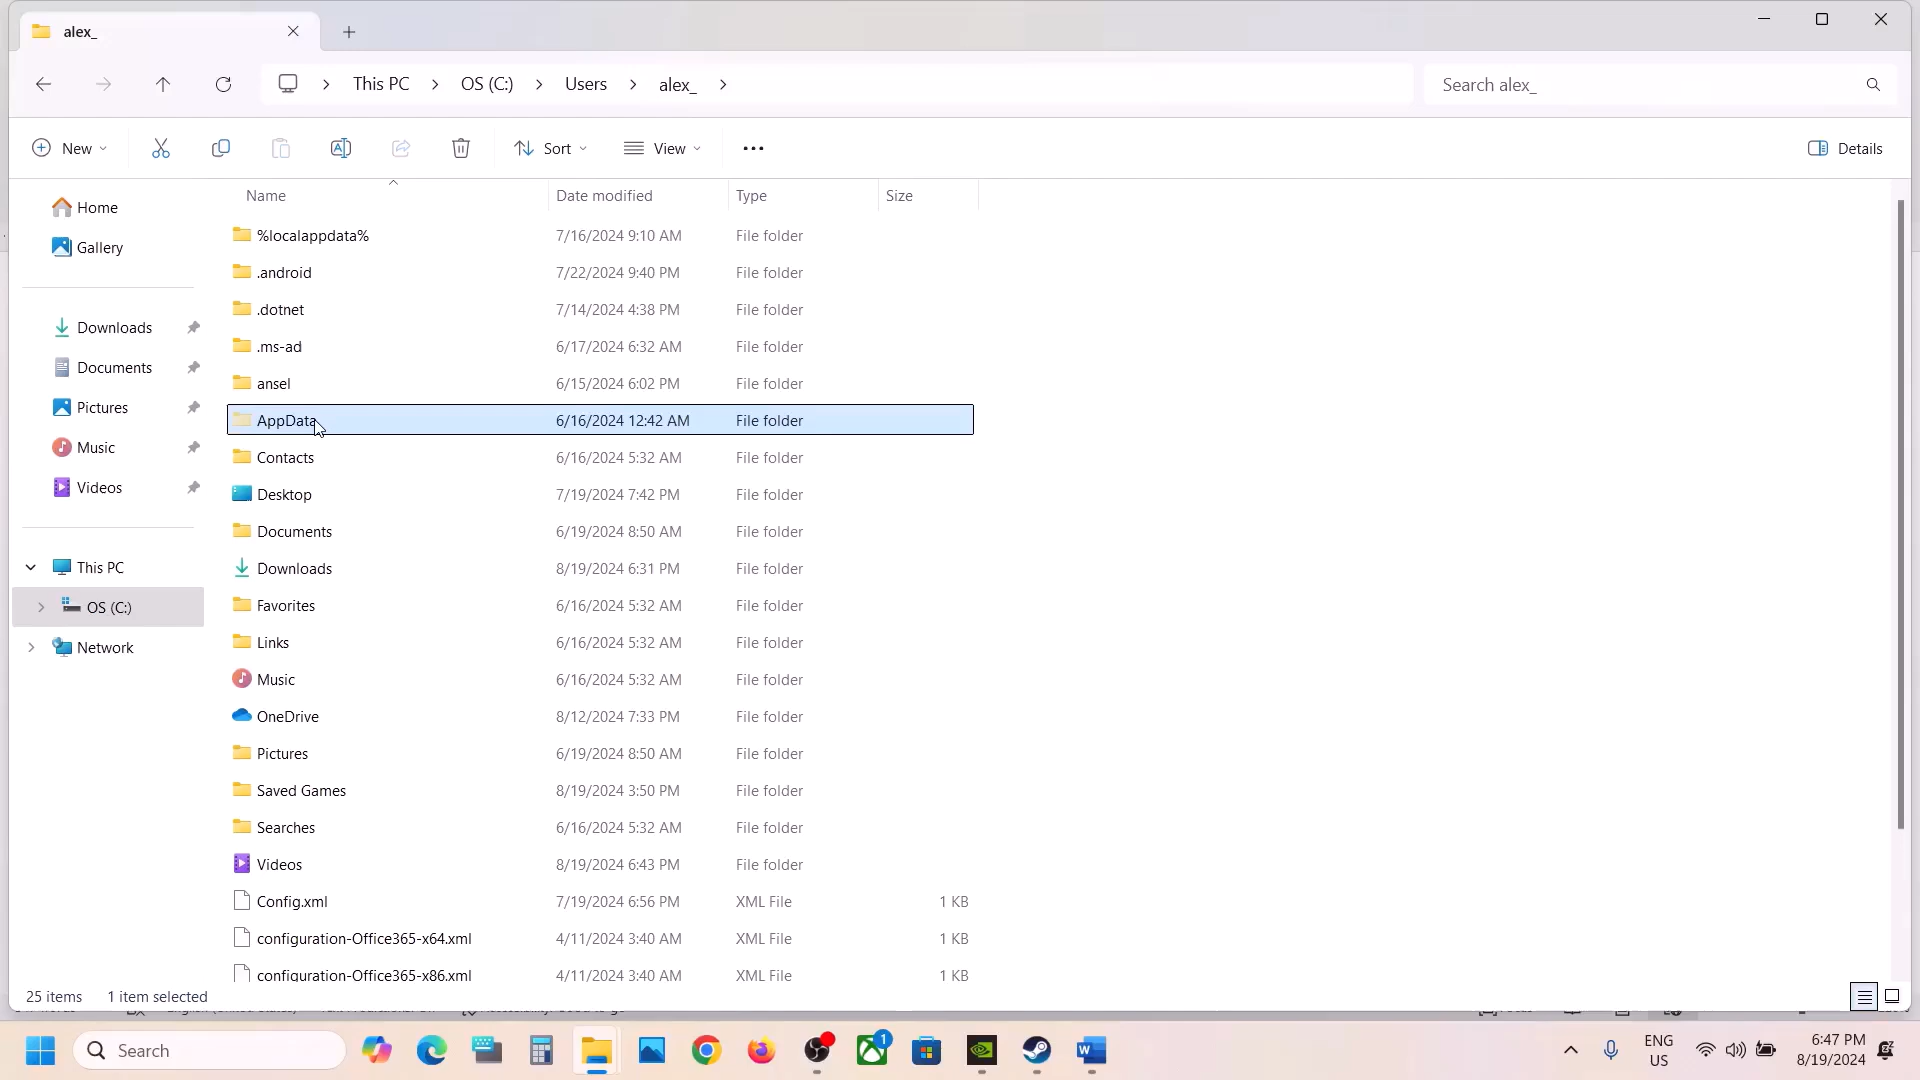 alex_
This PC
OS (C:)
Users
alex_
Search alex_
New
Sort
View
Details
Name
Date modified
Type
Size
Home
Gallery
Downloads
Documents
Pictures
Music
Videos
This PC
OS (C:)
Network
%localappdata% 7/16/2024 9:10 AM File folder
.android 7/22/2024 9:40 PM File folder
.dotnet 7/14/2024 4:38 PM File folder
.ms-ad 6/17/2024 6:32 AM File folder
ansel 6/15/2024 6:02 PM File folder
AppData 6/16/2024 12:42 AM File folder
Contacts 6/16/2024 5:32 AM File folder
Desktop 7/19/2024 7:42 PM File folder
Documents 6/19/2024 8:50 AM File folder
Downloads 8/19/2024 6:31 PM File folder
Favorites 6/16/2024 5:32 AM File folder
Links 6/16/2024 5:32 AM File folder
Music 6/16/2024 5:32 AM File folder
OneDrive 8/12/2024 7:33 PM File folder
Pictures 6/19/2024 8:50 AM File folder
Saved Games 8/19/2024 3:50 PM File folder
Searches 6/16/2024 5:32 AM File folder
Videos 8/19/2024 6:43 PM File folder
Config.xml 7/19/2024 6:56 PM XML File 1 KB
configuration-Office365-x64.xml 4/11/2024 3:40 AM XML File 1 KB
configuration-Office365-x86.xml 4/11/2024 3:40 AM XML File 1 KB
25 items 1 item selected
Search
1
ENG
US
6:47 PM
8/19/2024